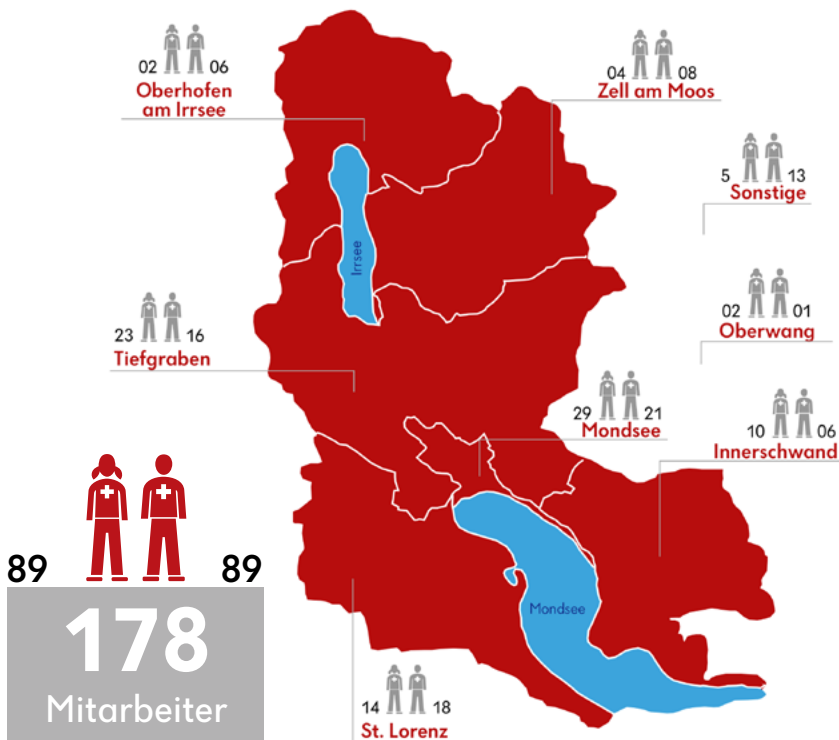 02 06
Oberhofen
am Irrsee
04 08
Zell am Moos
5 13
Sonstige
Irrsee
02 01
Oberwang
23 16
Tiefgraben
29 21
Mondsee
10 06
Innerschwand
89 89
178
Mitarbeiter
Mondsee
14 18
St. Lorenz